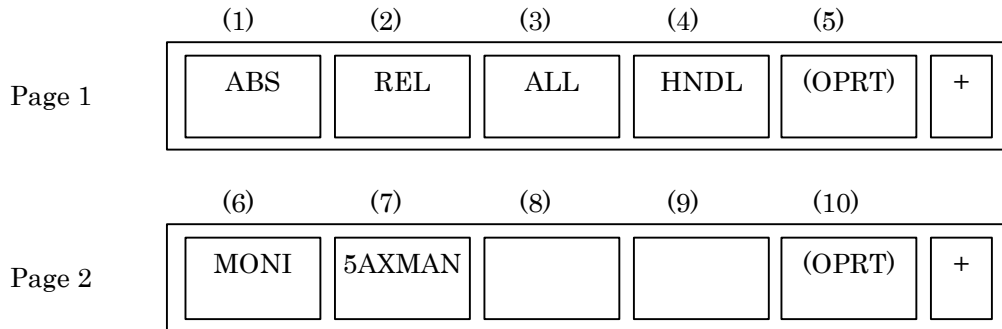 (1) (2) (3) (4) (5)
Page 1 ABS REL ALL HNDL (OPRT) +
(6) (7) (8) (9) (10)
Page 2 MONI 5AXMAN (OPRT) +